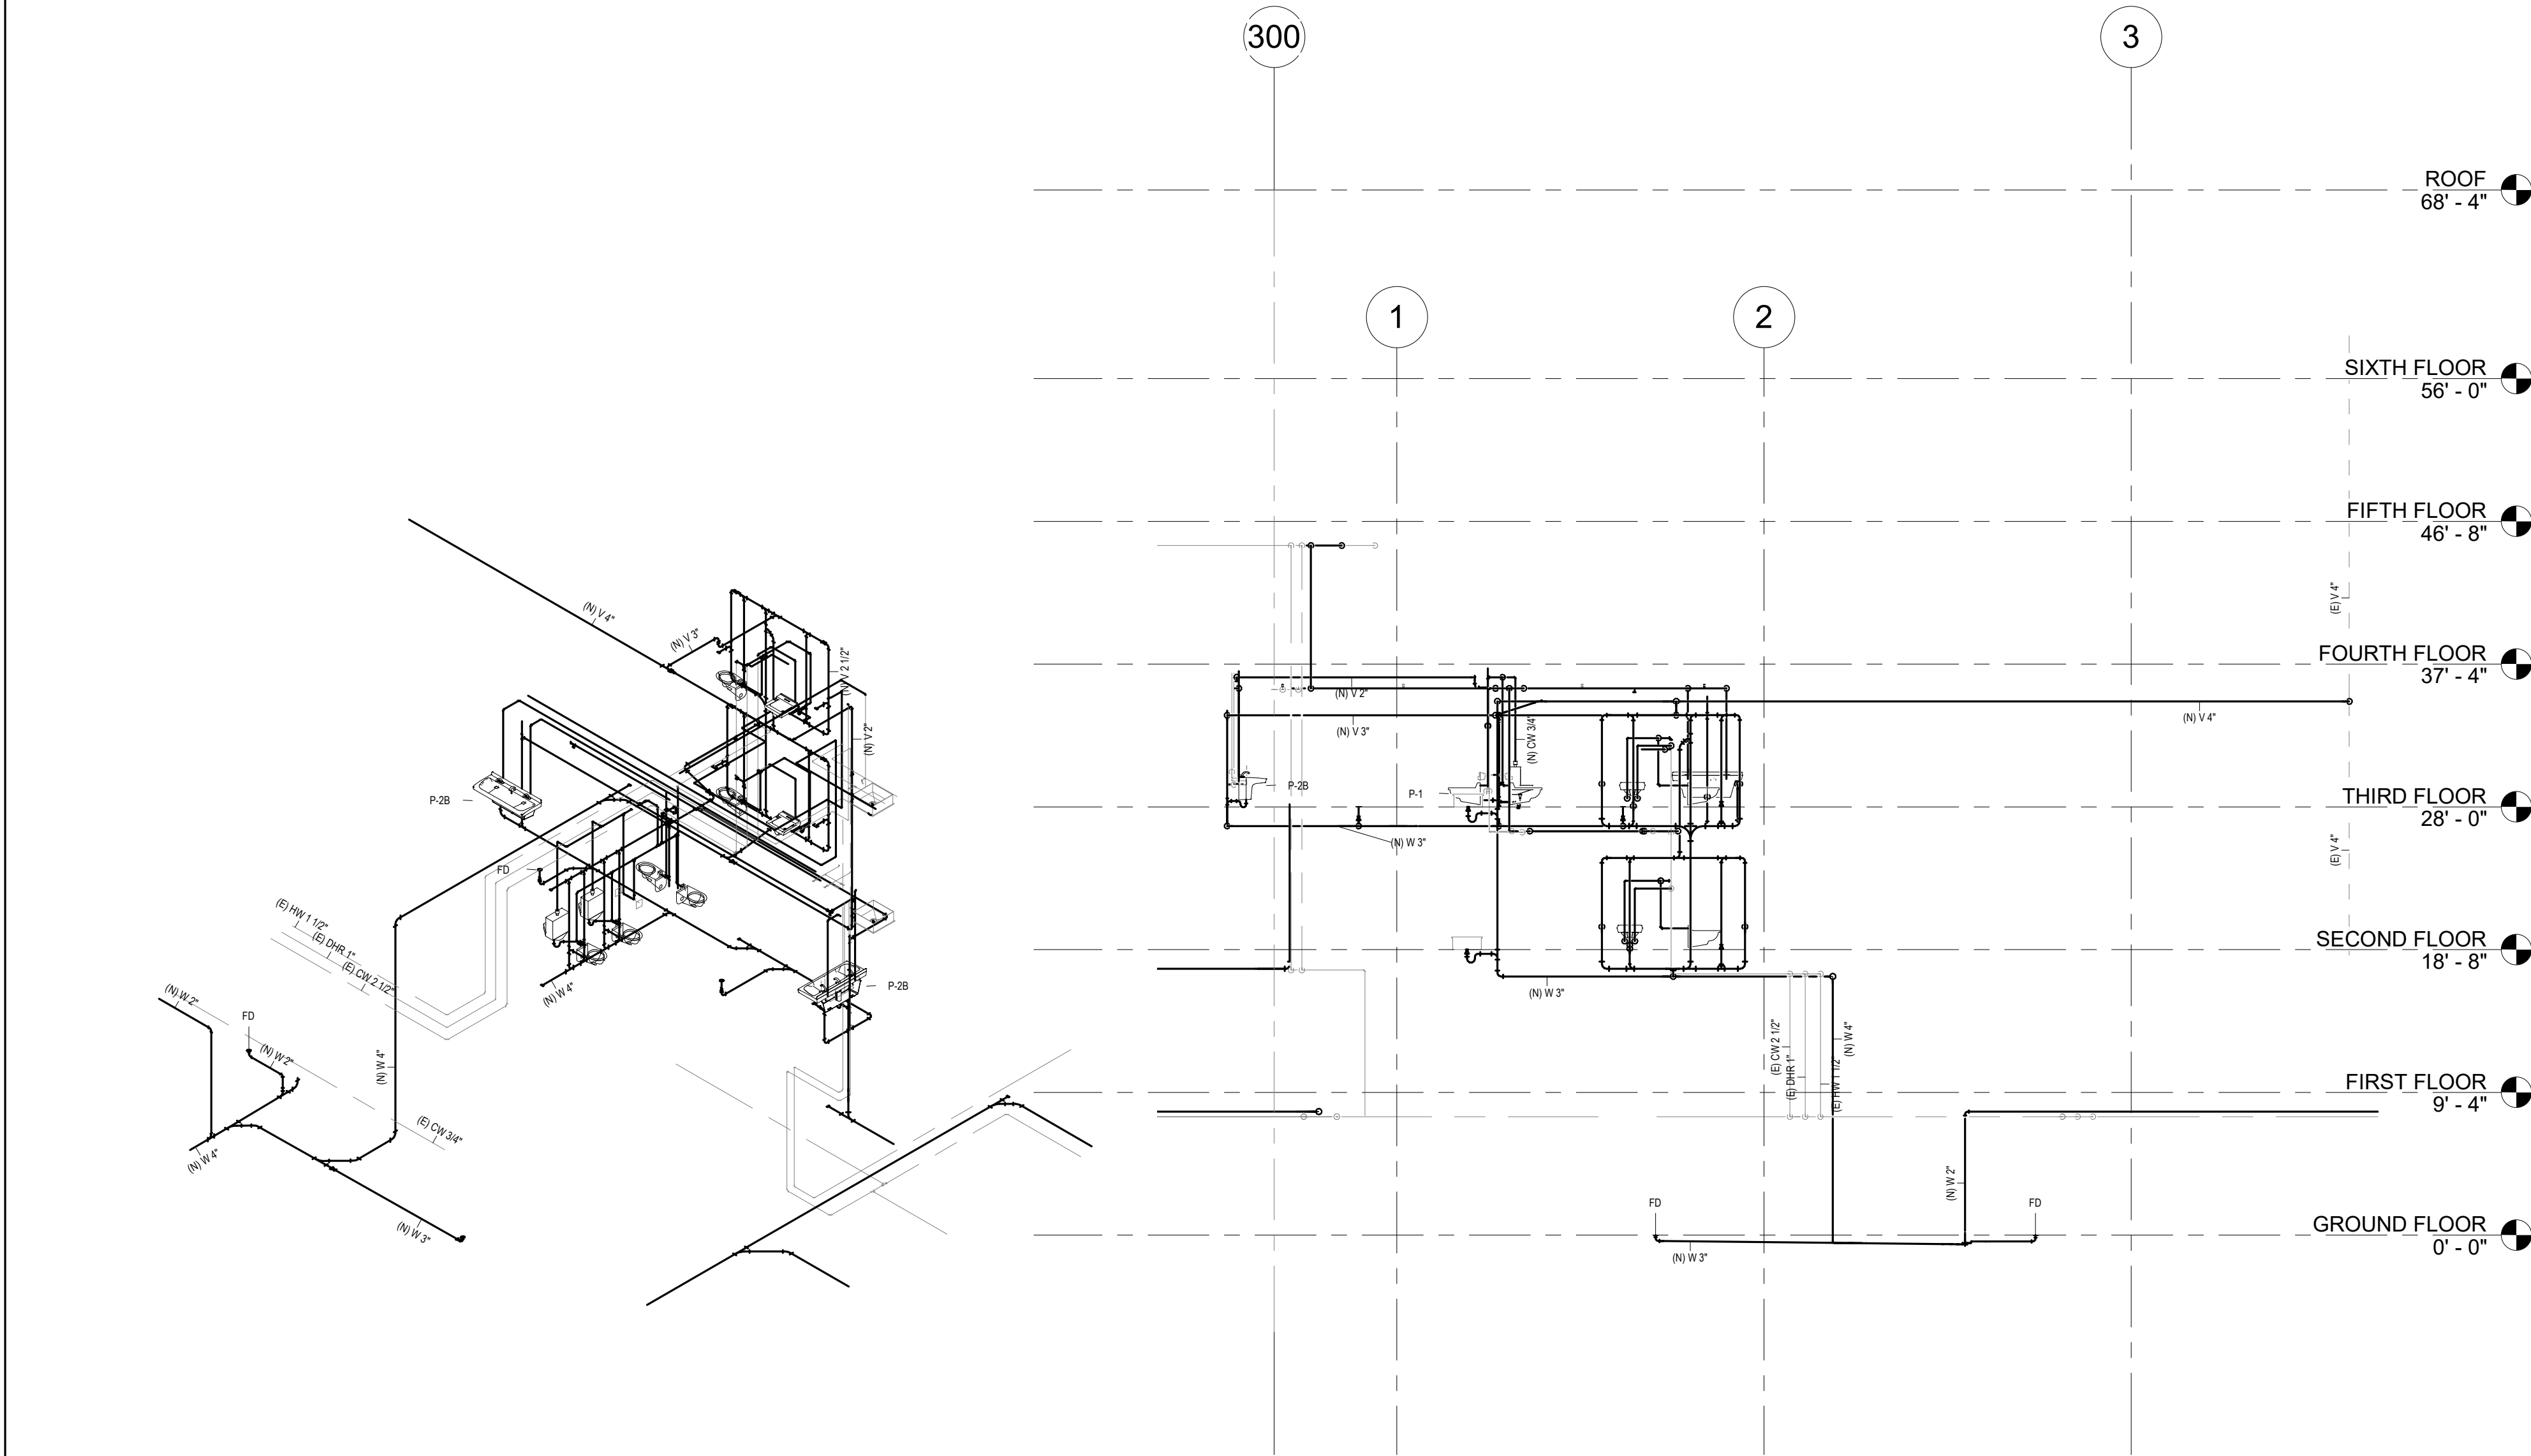 300
3
ROOF
68' - 4"
1
2
SIXTH FLOOR
56' - 0"
FIFTH FLOOR
46' - 8"
(E) V 4"
FOURTH FLOOR
37' - 4"
(N) V 2"
(N) V 3"
(N) CW 3/4"
(N) V 4"
P-2B
P-1
THIRD FLOOR
28' - 0"
(N) W 3"
(E) V 4"
SECOND FLOOR
18' - 8"
(N) W 3"
(E) CW 2 1/2"
(E) DHR 1"
(E) HW 1 1/2"
(N) W 4"
FIRST FLOOR
9' - 4"
(N) W 2"
FD
FD
GROUND FLOOR
0' - 0"
(N) W 3"
(N) V 4"
(N) V 3"
(N) V 2 1/2"
(N) V 2"
P-2B
FD
(E) HW 1 1/2"
(E) DHR 1"
(E) CW 2 1/2"
(N) W 4"
P-2B
(N) W 2"
FD
(N) W 2"
(N) W 4"
(E) CW 3/4"
(N) W 4"
(N) W 3"